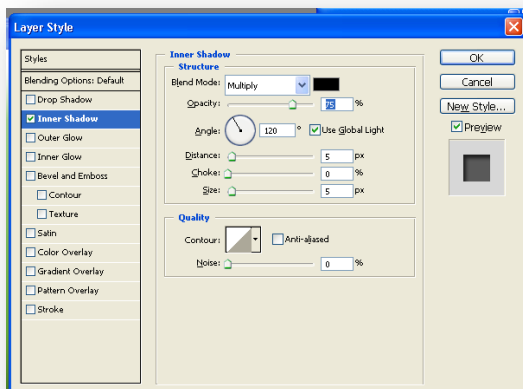 Layer Style
Styles
Blending Options: Default
Drop Shadow
Inner Shadow
Outer Glow
Inner Glow
Bevel and Emboss
Contour
Texture
Satin
Color Overlay
Gradient Overlay
Pattern Overlay
Stroke
Inner Shadow
Structure
Blend Mode: Multiply
Opacity: 75 %
Angle: 120 ° Use Global Light
Distance: 5 px
Choke: 0 %
Size: 5 px
Quality
Contour: Anti-aliased
Noise: 0 %
OK
Cancel
New Style...
Preview